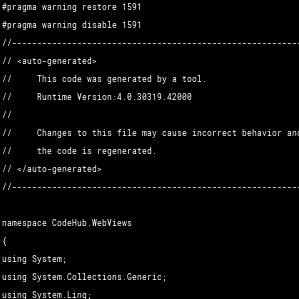 #pragma warning restore 1591
#pragma warning disable 1591
//----------------------------------------------------------
// <auto-generated>
//     This code was generated by a tool.
//     Runtime Version:4.0.30319.42000
//
//     Changes to this file may cause incorrect behavior and
//     the code is regenerated.
// </auto-generated>
//----------------------------------------------------------
namespace CodeHub.WebViews
{
using System;
using System.Collections.Generic;
using System.Linq;